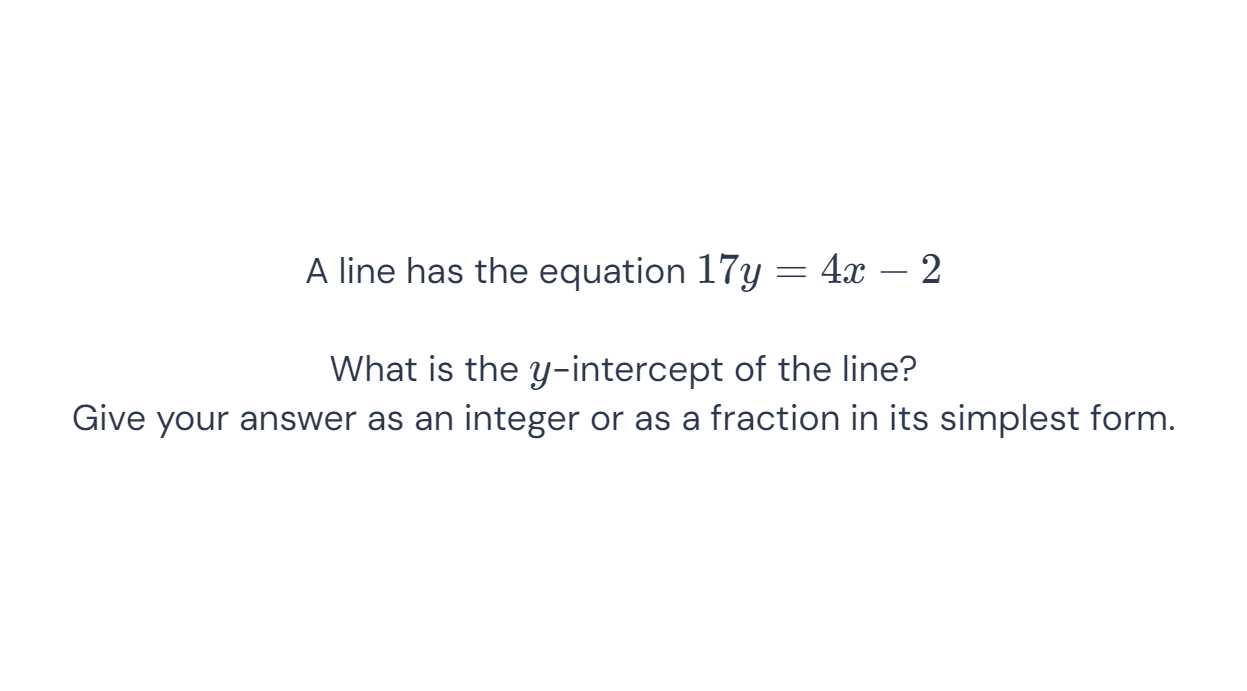 A line has the equation 17y = 4x − 2
What is the y-intercept of the line?
Give your answer as an integer or as a fraction in its simplest form.